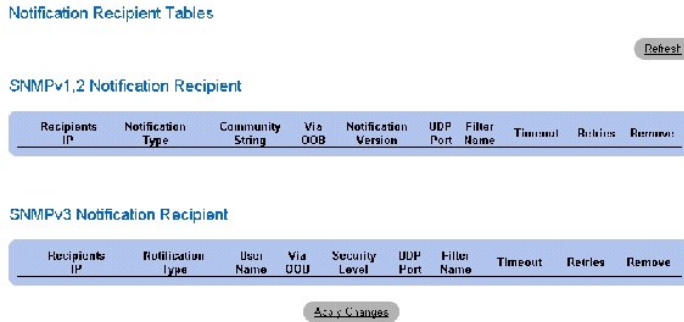 Notification Recipient Tables
Refresh
SNMPv1,2 Notification Recipient
Recipients IP Notification Type Community String Via OOB Notification Version UDP Port Filter Name Timeout Retries Remove
SNMPv3 Notification Recipient
Recipients IP Notification Type User Name Via OOB Security Level UDP Port Filter Name Timeout Retries Remove
Apply Changes